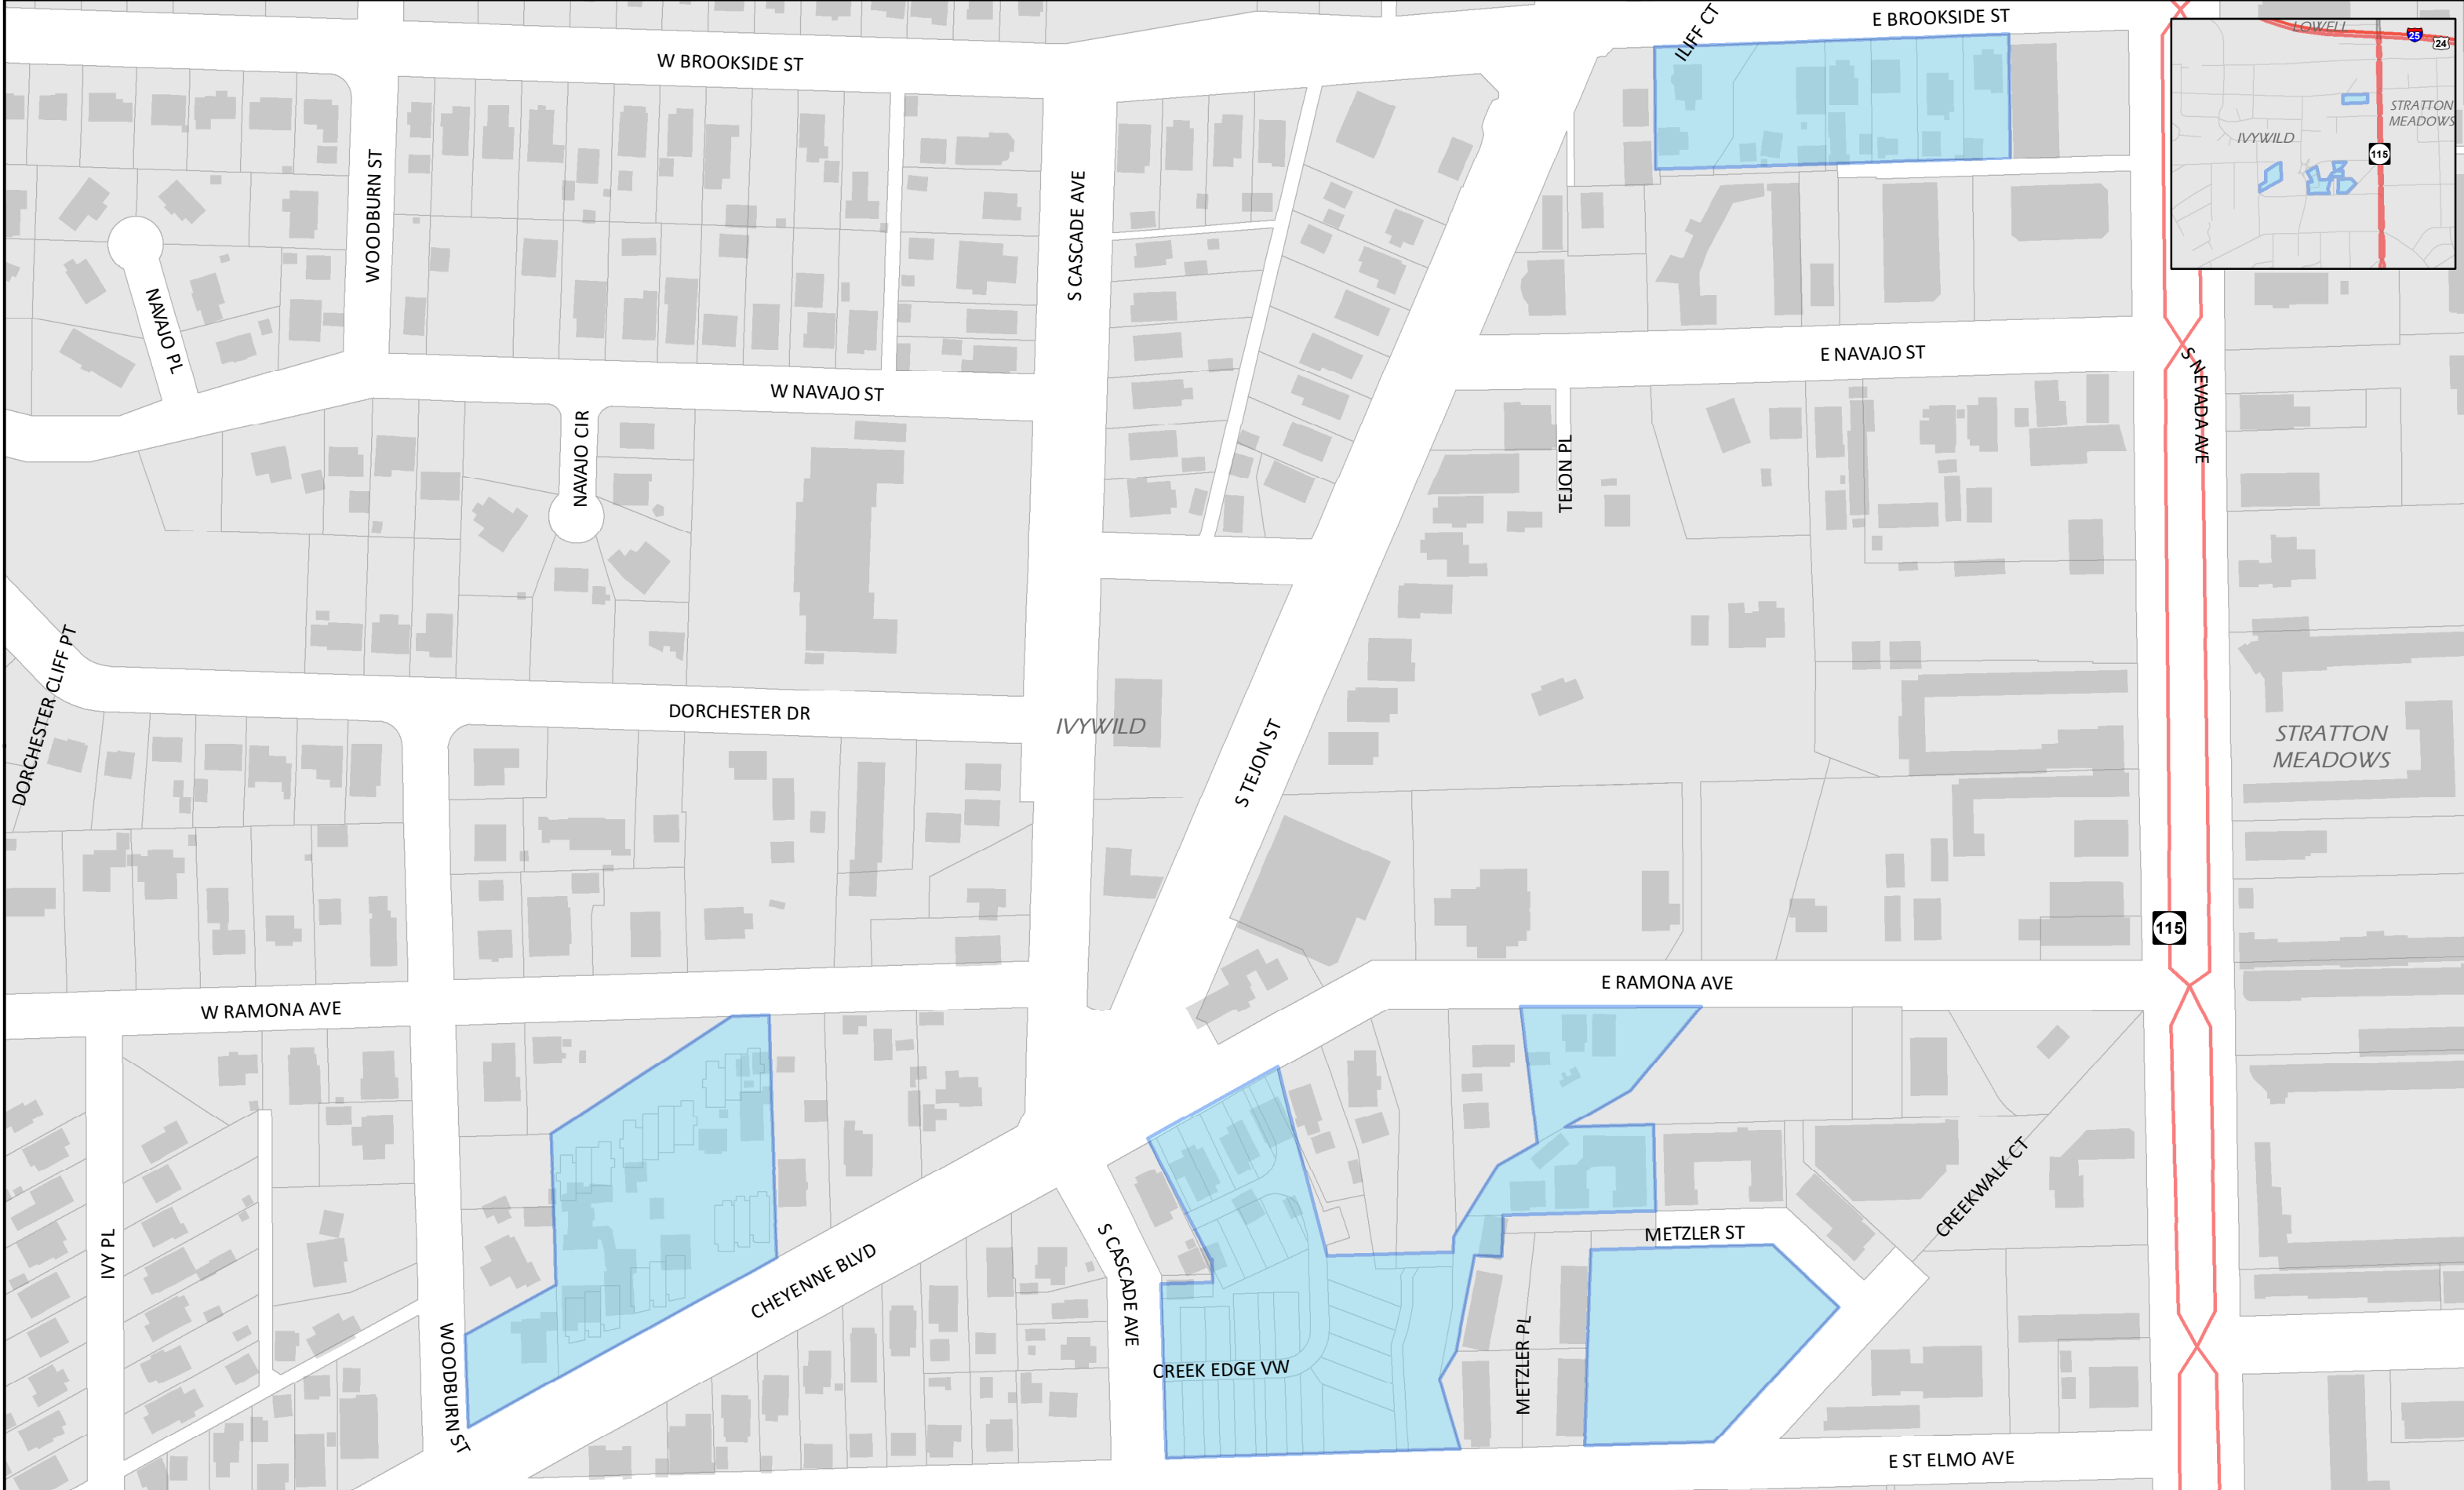 E BROOKSIDE ST
ILIFF CT
LOWELL
25
24
W BROOKSIDE ST
STRATTON
MEADOWS
IVYWILD
115
WOODBURN ST
S CASCADE AVE
NAVAJO PL
E NAVAJO ST
S NEVADA AVE
W NAVAJO ST
NAVAJO CIR
TEJON PL
DORCHESTER CLIFF PT
DORCHESTER DR
IVYWILD
S TEJON ST
STRATTON
MEADOWS
115
W RAMONA AVE
E RAMONA AVE
CREEKWALK CT
METZLER ST
IVY PL
CHEYENNE BLVD
S CASCADE AVE
WOODBURN ST
CREEK EDGE VW
METZLER PL
E ST ELMO AVE